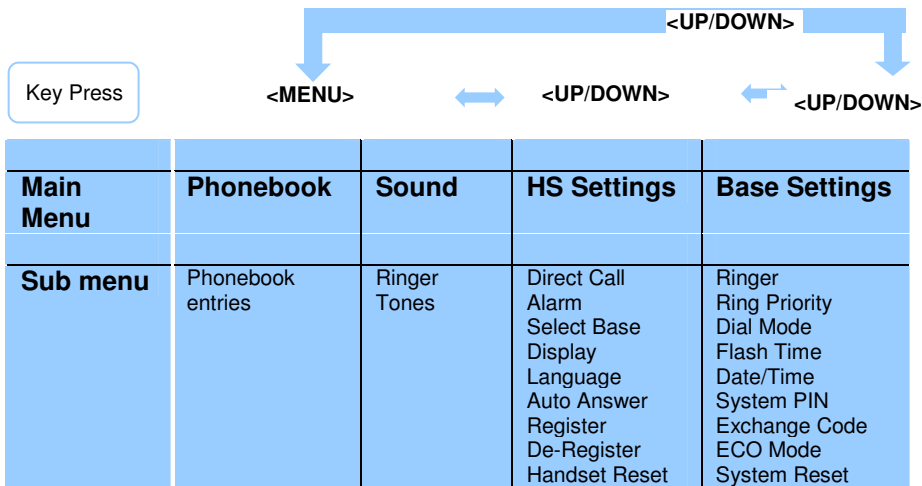 <UP/DOWN>
Key Press
<MENU>
<UP/DOWN>
<UP/DOWN>
Main Menu
Phonebook
Sound
HS Settings
Base Settings
Sub menu
Phonebook
entries
Ringer
Tones
Direct Call
Alarm
Select Base
Display
Language
Auto Answer
Register
De-Register
Handset Reset
Ringer
Ring Priority
Dial Mode
Flash Time
Date/Time
System PIN
Exchange Code
ECO Mode
System Reset